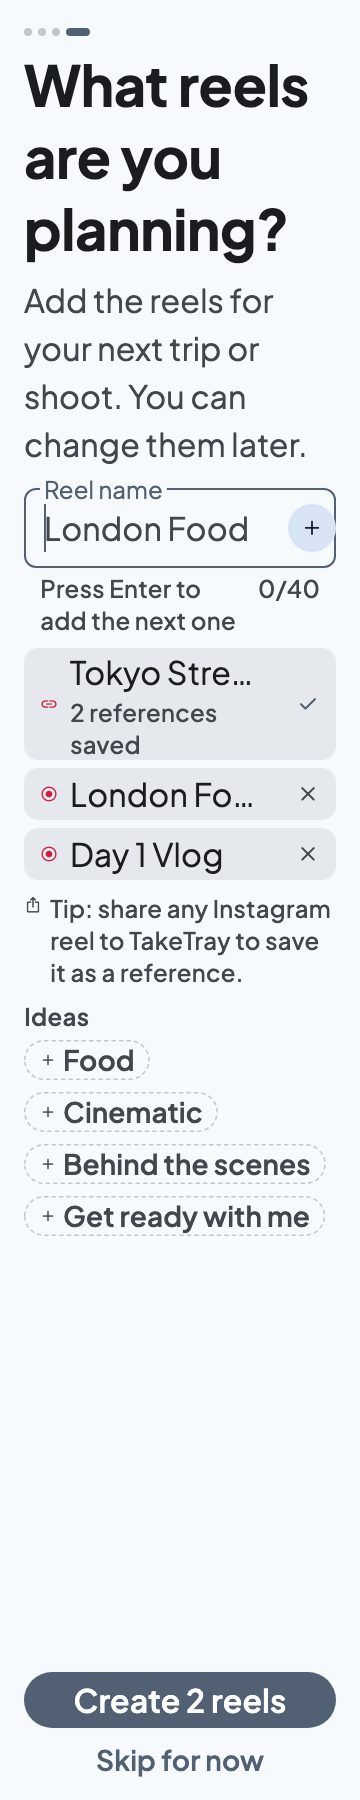 What reels
are you
planning?
Add the reels for
your next trip or
shoot. You can
change them later.
Reel name
London Food
Press Enter to
add the next one
0/40
Tokyo Stre...
2 references
saved
London Fo...
Day 1 Vlog
Tip: share any Instagram
reel to TakeTray to save
it as a reference.
Ideas
+ Food
+ Cinematic
+ Behind the scenes
+ Get ready with me
Create 2 reels
Skip for now